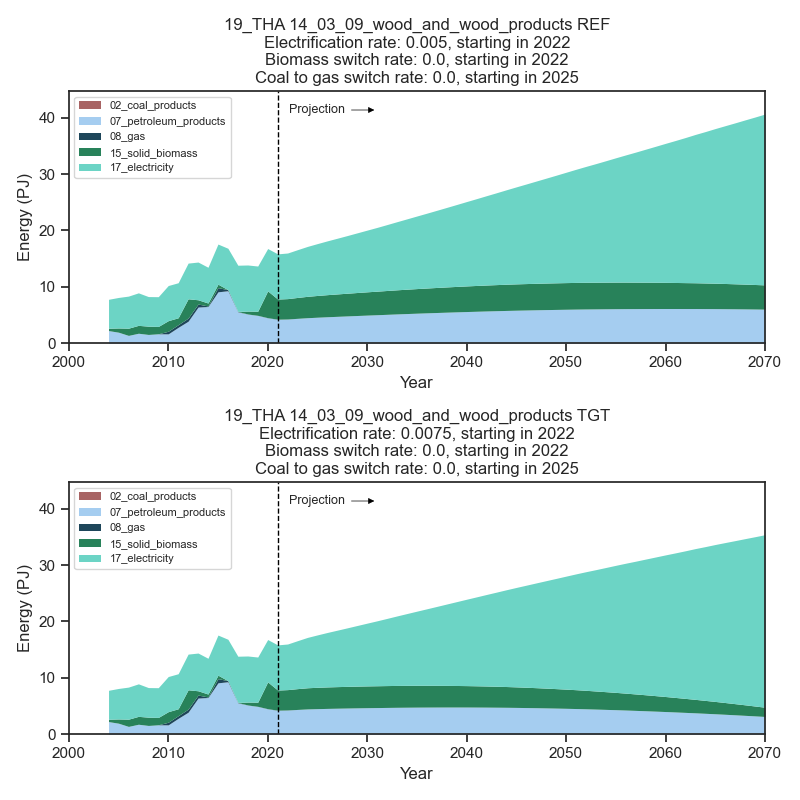 19_THA 14_03_09_wood_and_wood_products REF
Electrification rate: 0.005, starting in 2022
Biomass switch rate: 0.0, starting in 2022
Coal to gas switch rate: 0.0, starting in 2025
02_coal_products
07_petroleum_products
08_gas
15_solid_biomass
17_electricity
Projection
Energy (PJ)
40
30
20
10
0
2000 2010 2020 2030 2040 2050 2060 2070
Year
19_THA 14_03_09_wood_and_wood_products TGT
Electrification rate: 0.0075, starting in 2022
Biomass switch rate: 0.0, starting in 2022
Coal to gas switch rate: 0.0, starting in 2025
02_coal_products
07_petroleum_products
08_gas
15_solid_biomass
17_electricity
Projection
Energy (PJ)
40
30
20
10
0
2000 2010 2020 2030 2040 2050 2060 2070
Year